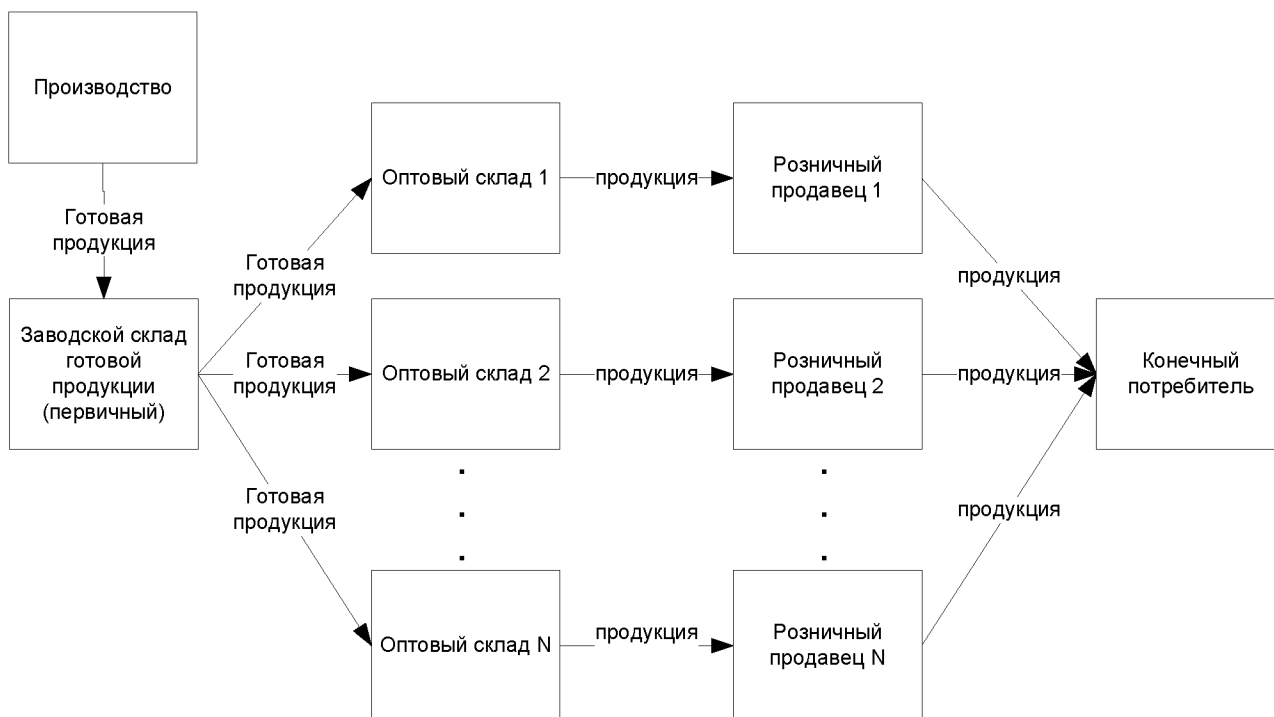 Производство
Готовая
продукция
Заводской склад
готовой
продукции
(первичный)
Готовая
продукция
Готовая
продукция
Готовая
продукция
Оптовый склад 1
продукция
Розничный
продавец 1
продукция
Оптовый склад 2
продукция
Розничный
продавец 2
продукция
Конечный
потребитель
Оптовый склад N
продукция
Розничный
продавец N
продукция